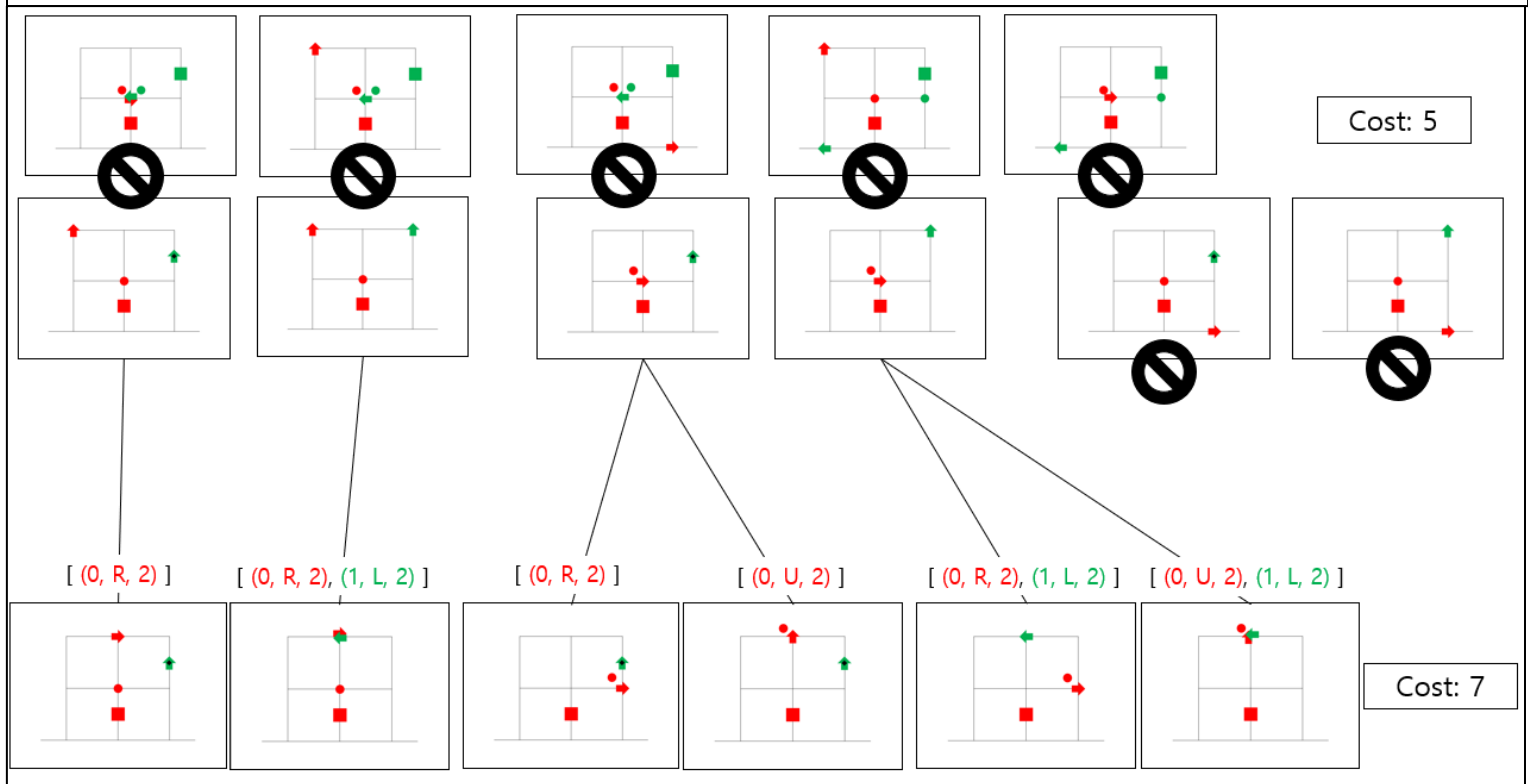 Cost: 5
[ (0, R, 2) ]
[ (0, R, 2), (1, L, 2) ]
[ (0, R, 2) ]
[ (0, U, 2) ]
[ (0, R, 2), (1, L, 2) ]
[ (0, U, 2), (1, L, 2) ]
Cost: 7